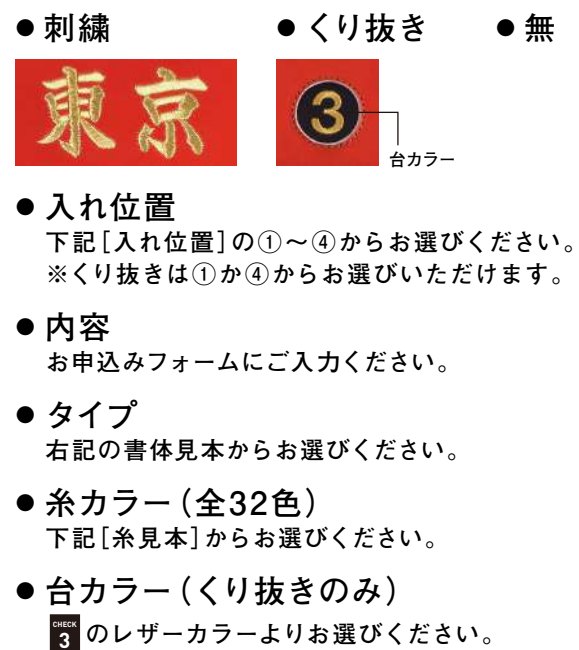 ●刺繍 ●くり抜き ●無
東京
3
台カラー
●入れ位置
下記[入れ位置]の①~④からお選びください。
※くり抜きは①か④からお選びいただけます。
●内容
お申込みフォームにご入力ください。
●タイプ
右記の書体見本からお選びください。
●糸カラー(全32色)
下記[糸見本]からお選びください。
●台カラー(くり抜きのみ)
CHECK 3 のレザーカラーよりお選びください。